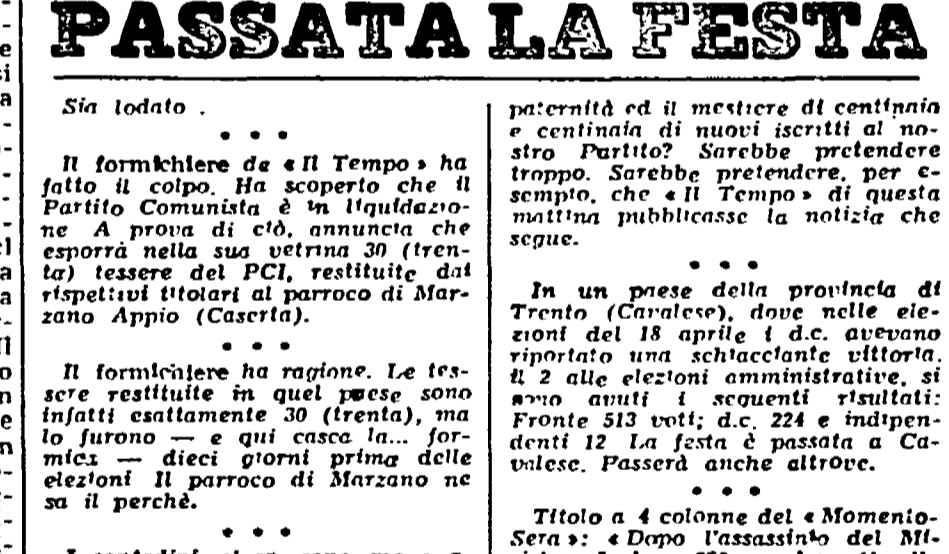 PASSATA LA FESTA
Sia lodato .
• • •
Il formichiere de « Il Tempo » ha
fatto il colpo. Ha scoperto che il
Partito Comunista è in liquidazio-
ne A prova di ciò, annuncia che
esporrà nella sua vetrina 30 (tren-
ta) tessere del PCI, restituite dai
rispettivi titolari al parroco di Mar-
zano Appio (Caserta).
• • •
Il formichiere ha ragione. Le tes-
sere restituite in quel paese sono
infatti esattamente 30 (trenta), ma
lo furono — e qui casca la... for-
mica — dieci giorni prima delle
elezioni Il parroco di Marzano ne
sa il perchè.
• • •
paternità ed il mestiere di centinaia
e centinaia di nuovi iscritti al no-
stro Partito? Sarebbe pretendere
troppo. Sarebbe pretendere, per e-
sempio, che « Il Tempo » di questa
mattina pubblicasse la notizia che
segue.
• • •
In un paese della provincia di
Trento (Cavalese), dove nelle ele-
zioni del 18 aprile i d.c. avevano
riportato una schiacciante vittoria,
il 2 alle elezioni amministrative, si
sono avuti i seguenti risultati:
Fronte 513 voti; d.c. 224 e indipen-
denti 12 La festa è passata a Ca-
valese. Passerà anche altrove.
• • •
Titolo a 4 colonne del « Momento-
Sera »: « Dopo l'assassinio del Mi-